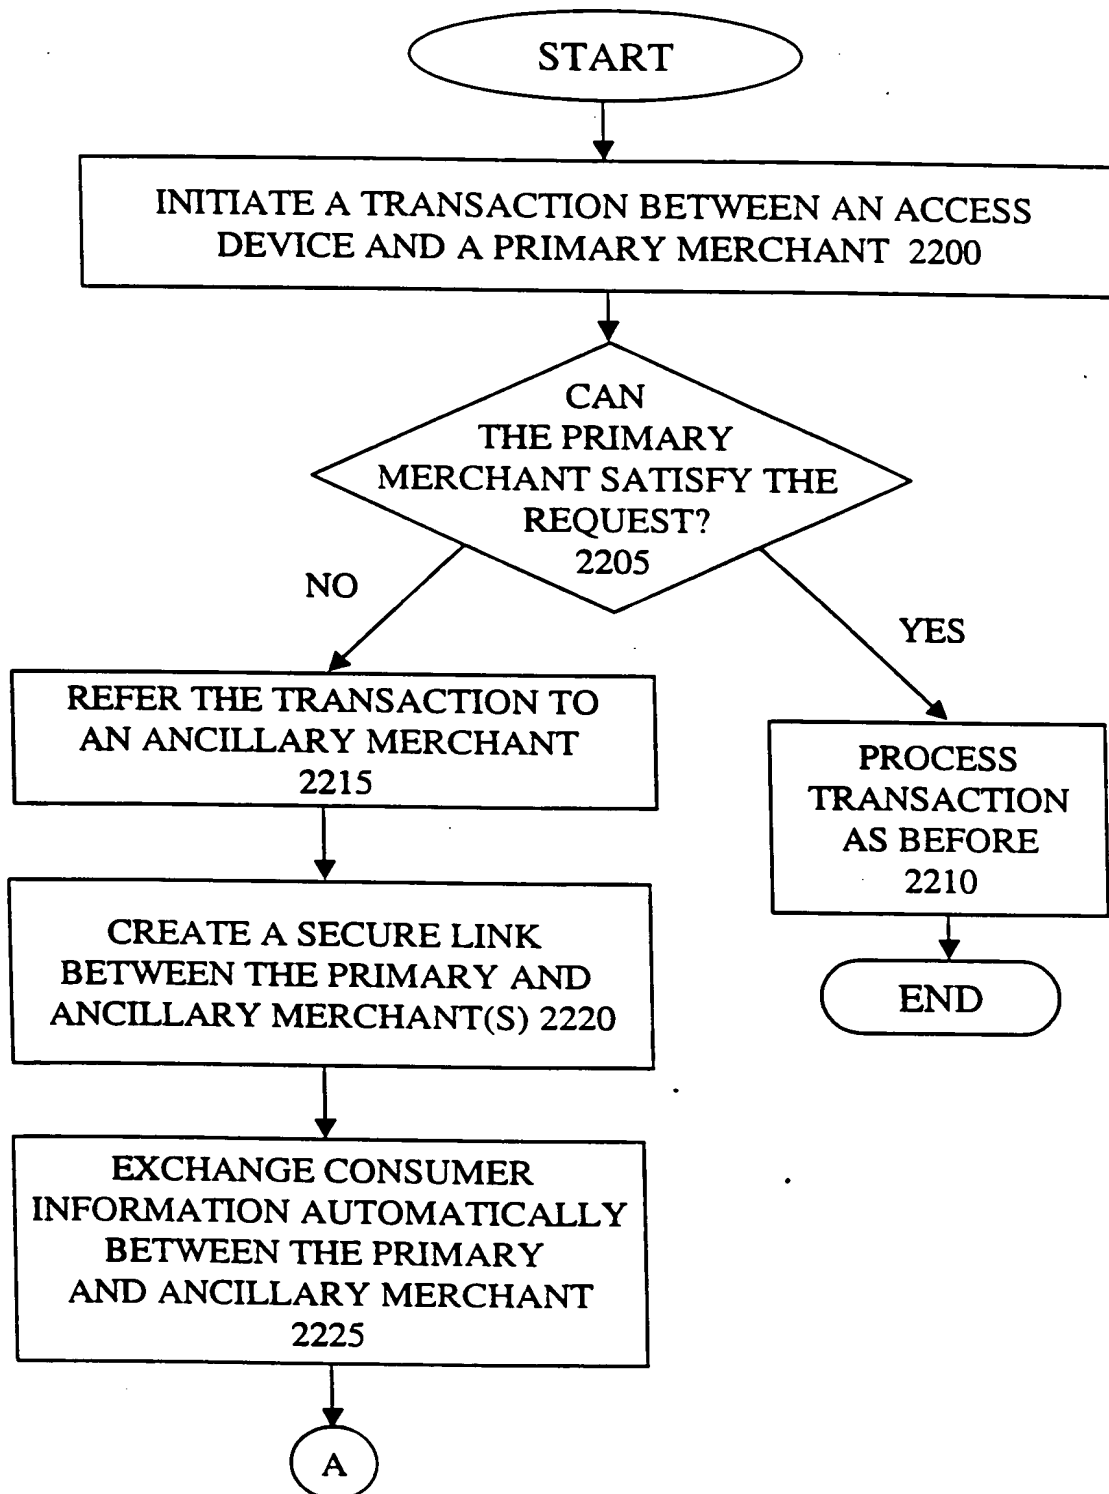 START
INITIATE A TRANSACTION BETWEEN AN ACCESS
DEVICE AND A PRIMARY MERCHANT 2200
CAN
THE PRIMARY
MERCHANT SATISFY THE
REQUEST?
2205
NO
YES
REFER THE TRANSACTION TO
AN ANCILLARY MERCHANT
2215
PROCESS
TRANSACTION
AS BEFORE
2210
CREATE A SECURE LINK
BETWEEN THE PRIMARY AND
ANCILLARY MERCHANT(S) 2220
END
EXCHANGE CONSUMER
INFORMATION AUTOMATICALLY
BETWEEN THE PRIMARY
AND ANCILLARY MERCHANT
2225
A